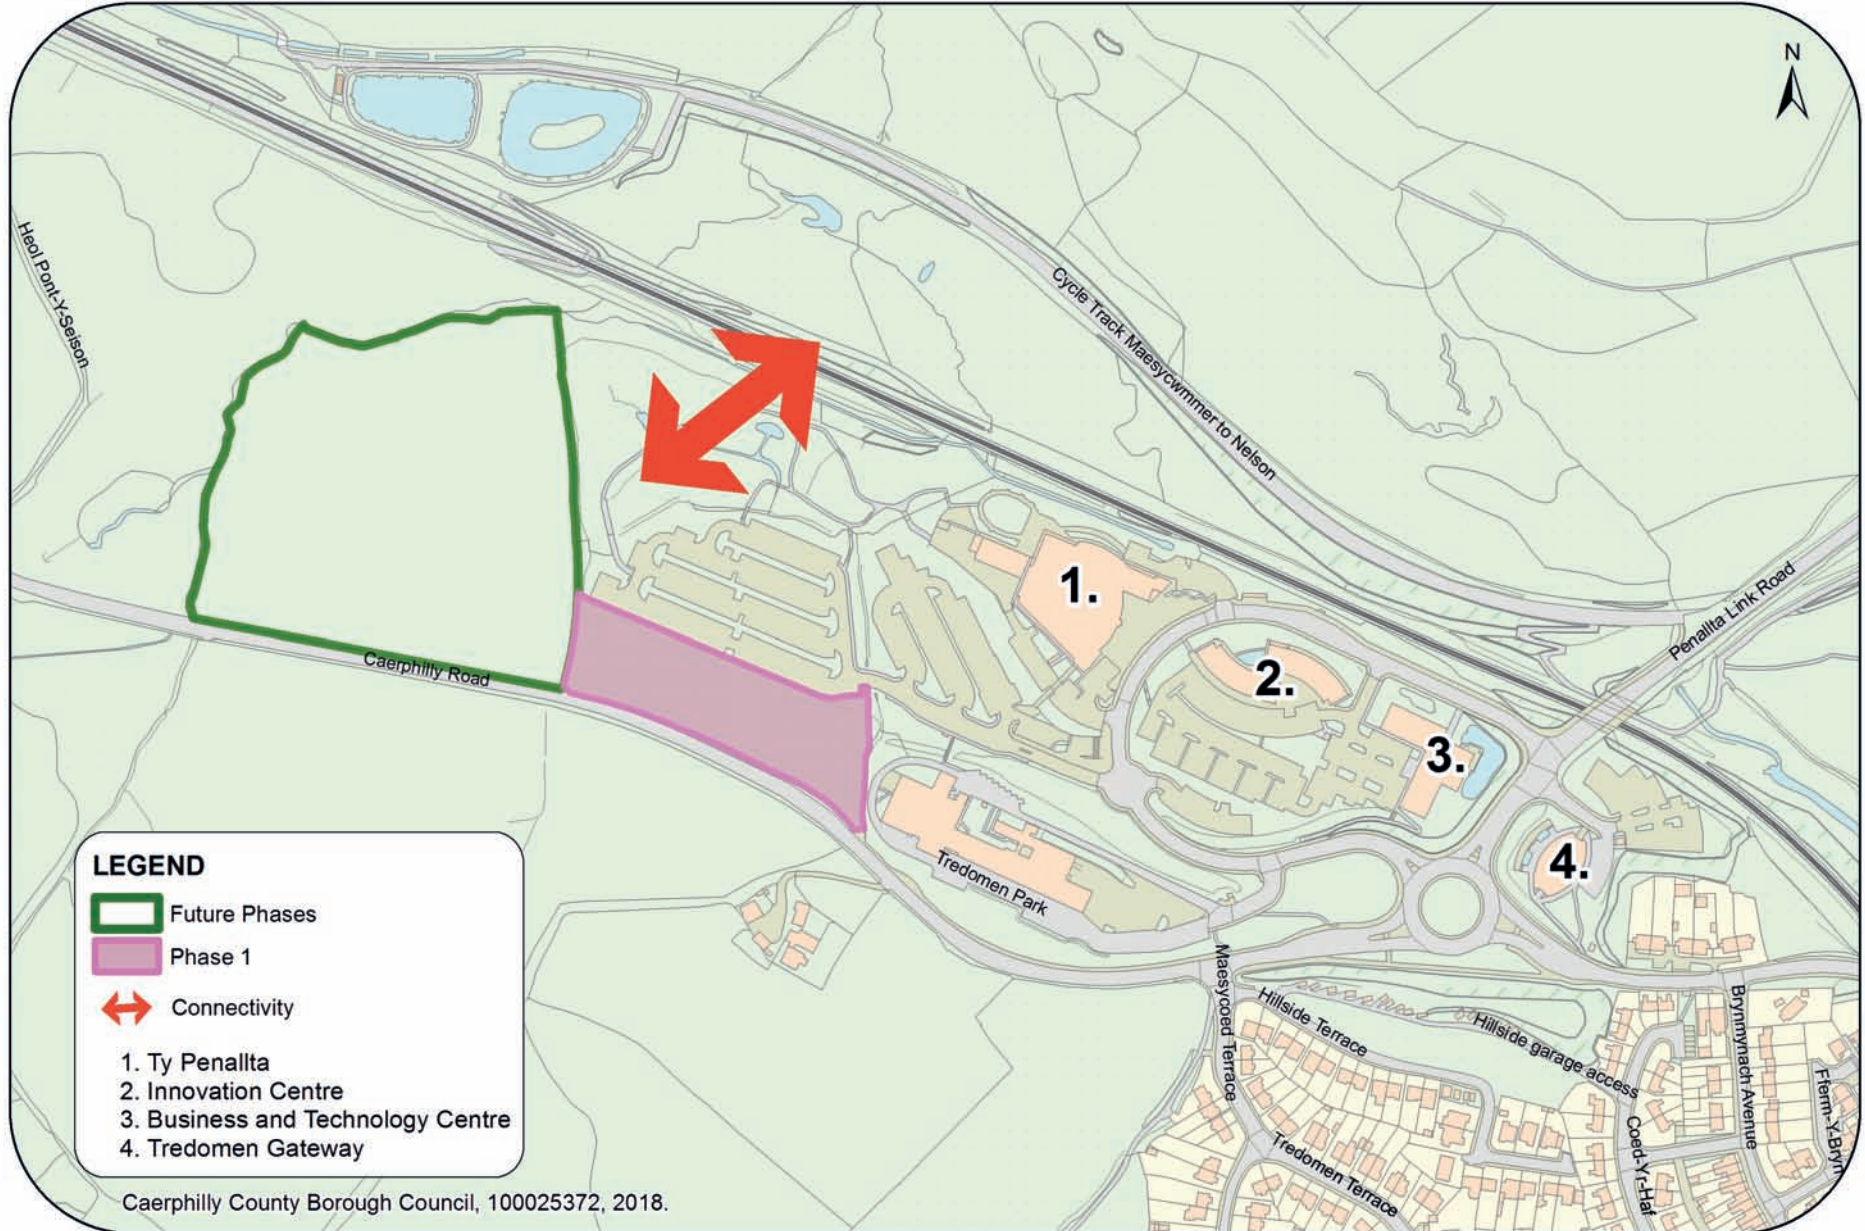 N
Heol Pont-Y-Seison
Cycle Track Maesycwmmer to Nelson
Penallta Link Road
1.
2.
3.
4.
Caerphilly Road
Tredomen Park
Maesycoed Terrace
Hillside Terrace
Hillside garage access
Brynmynach Avenue
Fferm-Y-Bryn
Coed-Yr-Haf
Tredomen Terrace
LEGEND
Future Phases
Phase 1
Connectivity
1. Ty Penallta
2. Innovation Centre
3. Business and Technology Centre
4. Tredomen Gateway
Caerphilly County Borough Council, 100025372, 2018.